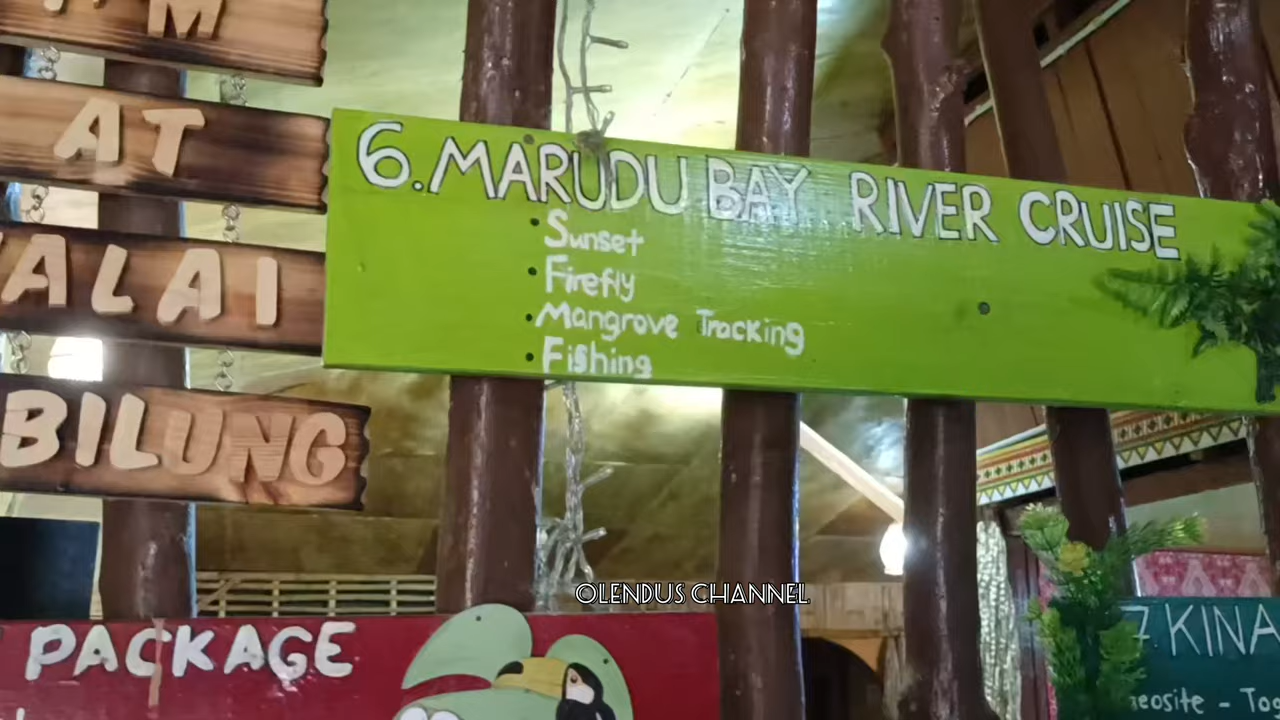 AT
ALAI
BILUNG
6. MARUDU BAY RIVER CRUISE
• Sunset
• Firefly
• Mangrove Tracking
• Fishing
OLENDUS CHANNEL
PACKAGE
7 KINA
eosite - Too